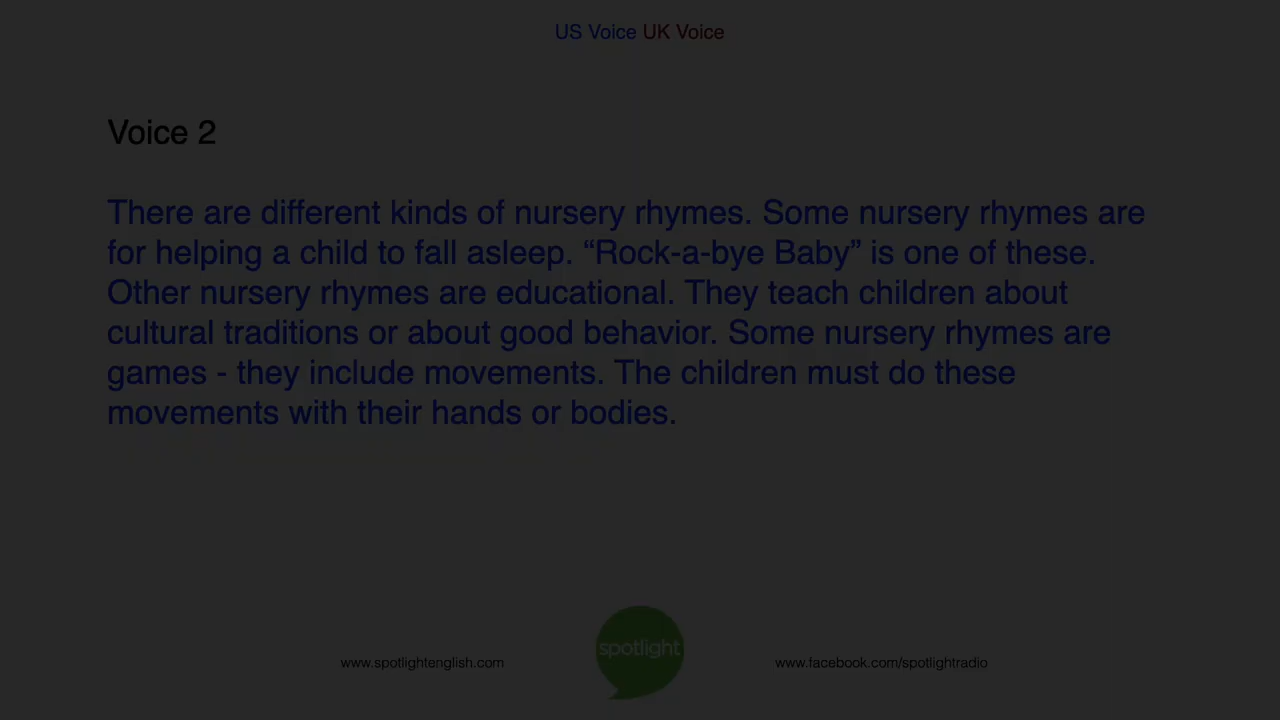 US Voice UK Voice
Voice 2
There are different kinds of nursery rhymes. Some nursery rhymes are
for helping a child to fall asleep. “Rock-a-bye Baby” is one of these.
Other nursery rhymes are educational. They teach children about
cultural traditions or about good behavior. Some nursery rhymes are
games - they include movements. The children must do these
movements with their hands or bodies.
spotlight
www.spotlightenglish.com
www.facebook.com/spotlightradio